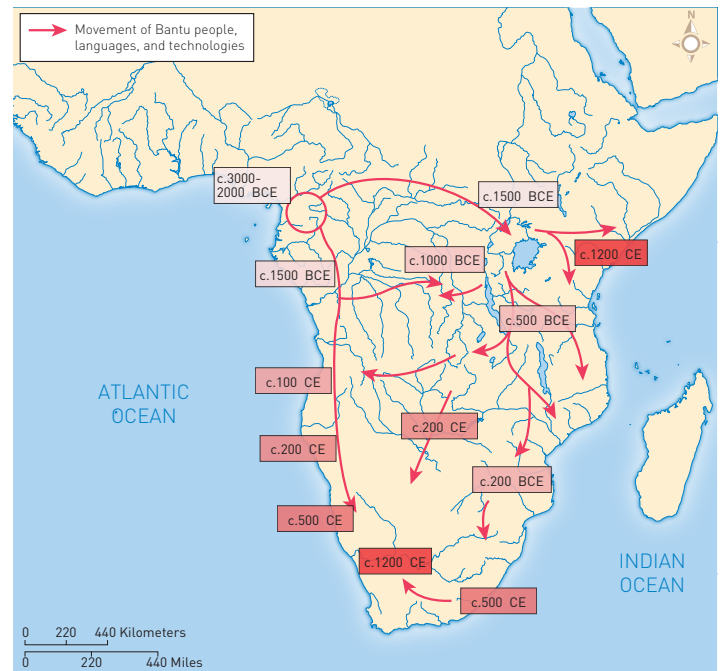 Movement of Bantu people,
languages, and technologies
N
c.3000-
2000 BCE
c.1500 BCE
c.1200 CE
c.1000 BCE
c.1500 BCE
c.500 BCE
c.100 CE
ATLANTIC
OCEAN
c.200 CE
c.200 CE
c.200 BCE
c.500 CE
c.1200 CE
INDIAN
OCEAN
c.500 CE
0 220 440 Kilometers
0 220 440 Miles